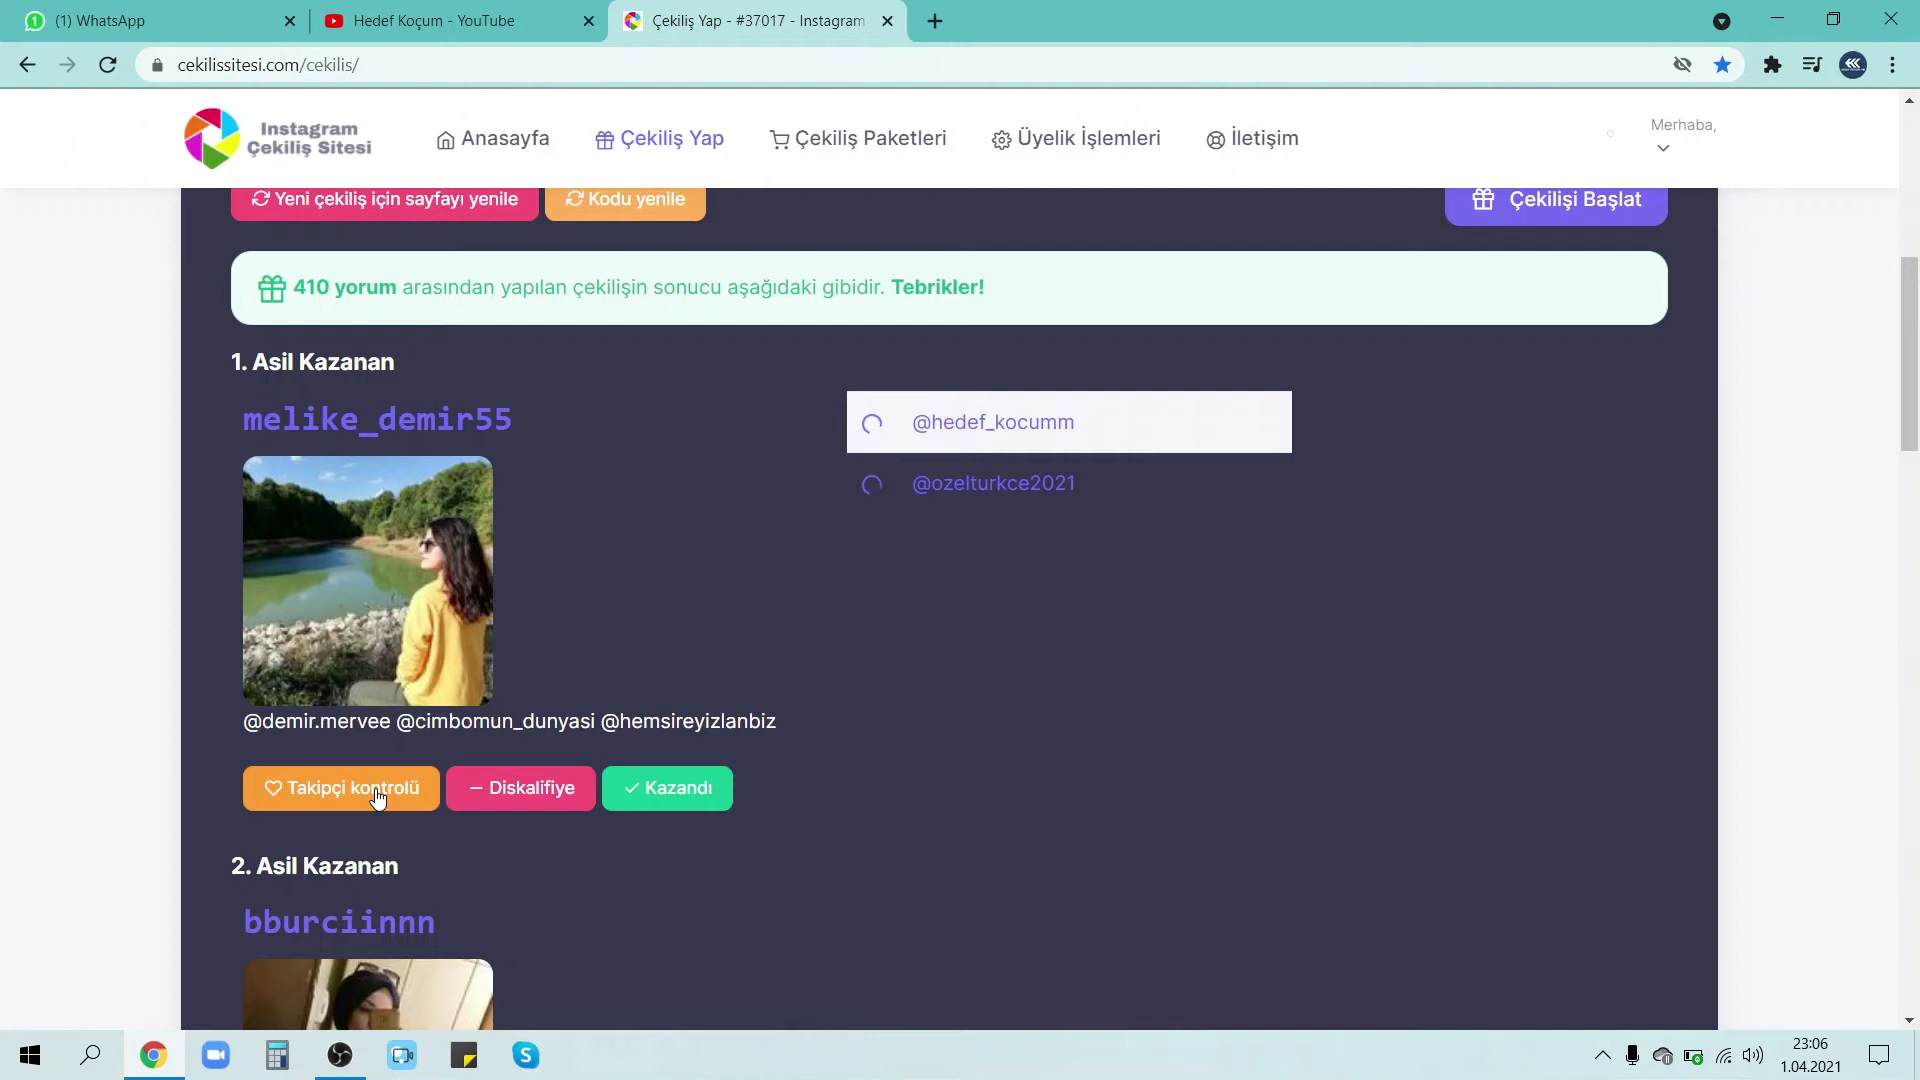 (1) WhatsApp
Hedef Koçum - YouTube
Çekiliş Yap - #37017 - Instagram
cekilissitesi.com/cekilis/
Instagram
Çekiliş Sitesi
Anasayfa
Çekiliş Yap
Çekiliş Paketleri
Üyelik İşlemleri
İletişim
Merhaba,
Yeni çekiliş için sayfayı yenile
Kodu yenile
Çekilişi Başlat
410 yorum arasından yapılan çekilişin sonucu aşağıdaki gibidir. Tebrikler!
1. Asil Kazanan
melike_demir55
@hedef_kocumm
@ozelturkce2021
@demir.mervee @cimbomun_dunyasi @hemsireyizlanbiz
Takipçi kontrolü
Diskalifiye
Kazandı
2. Asil Kazanan
bburciinnn
23:06
1.04.2021